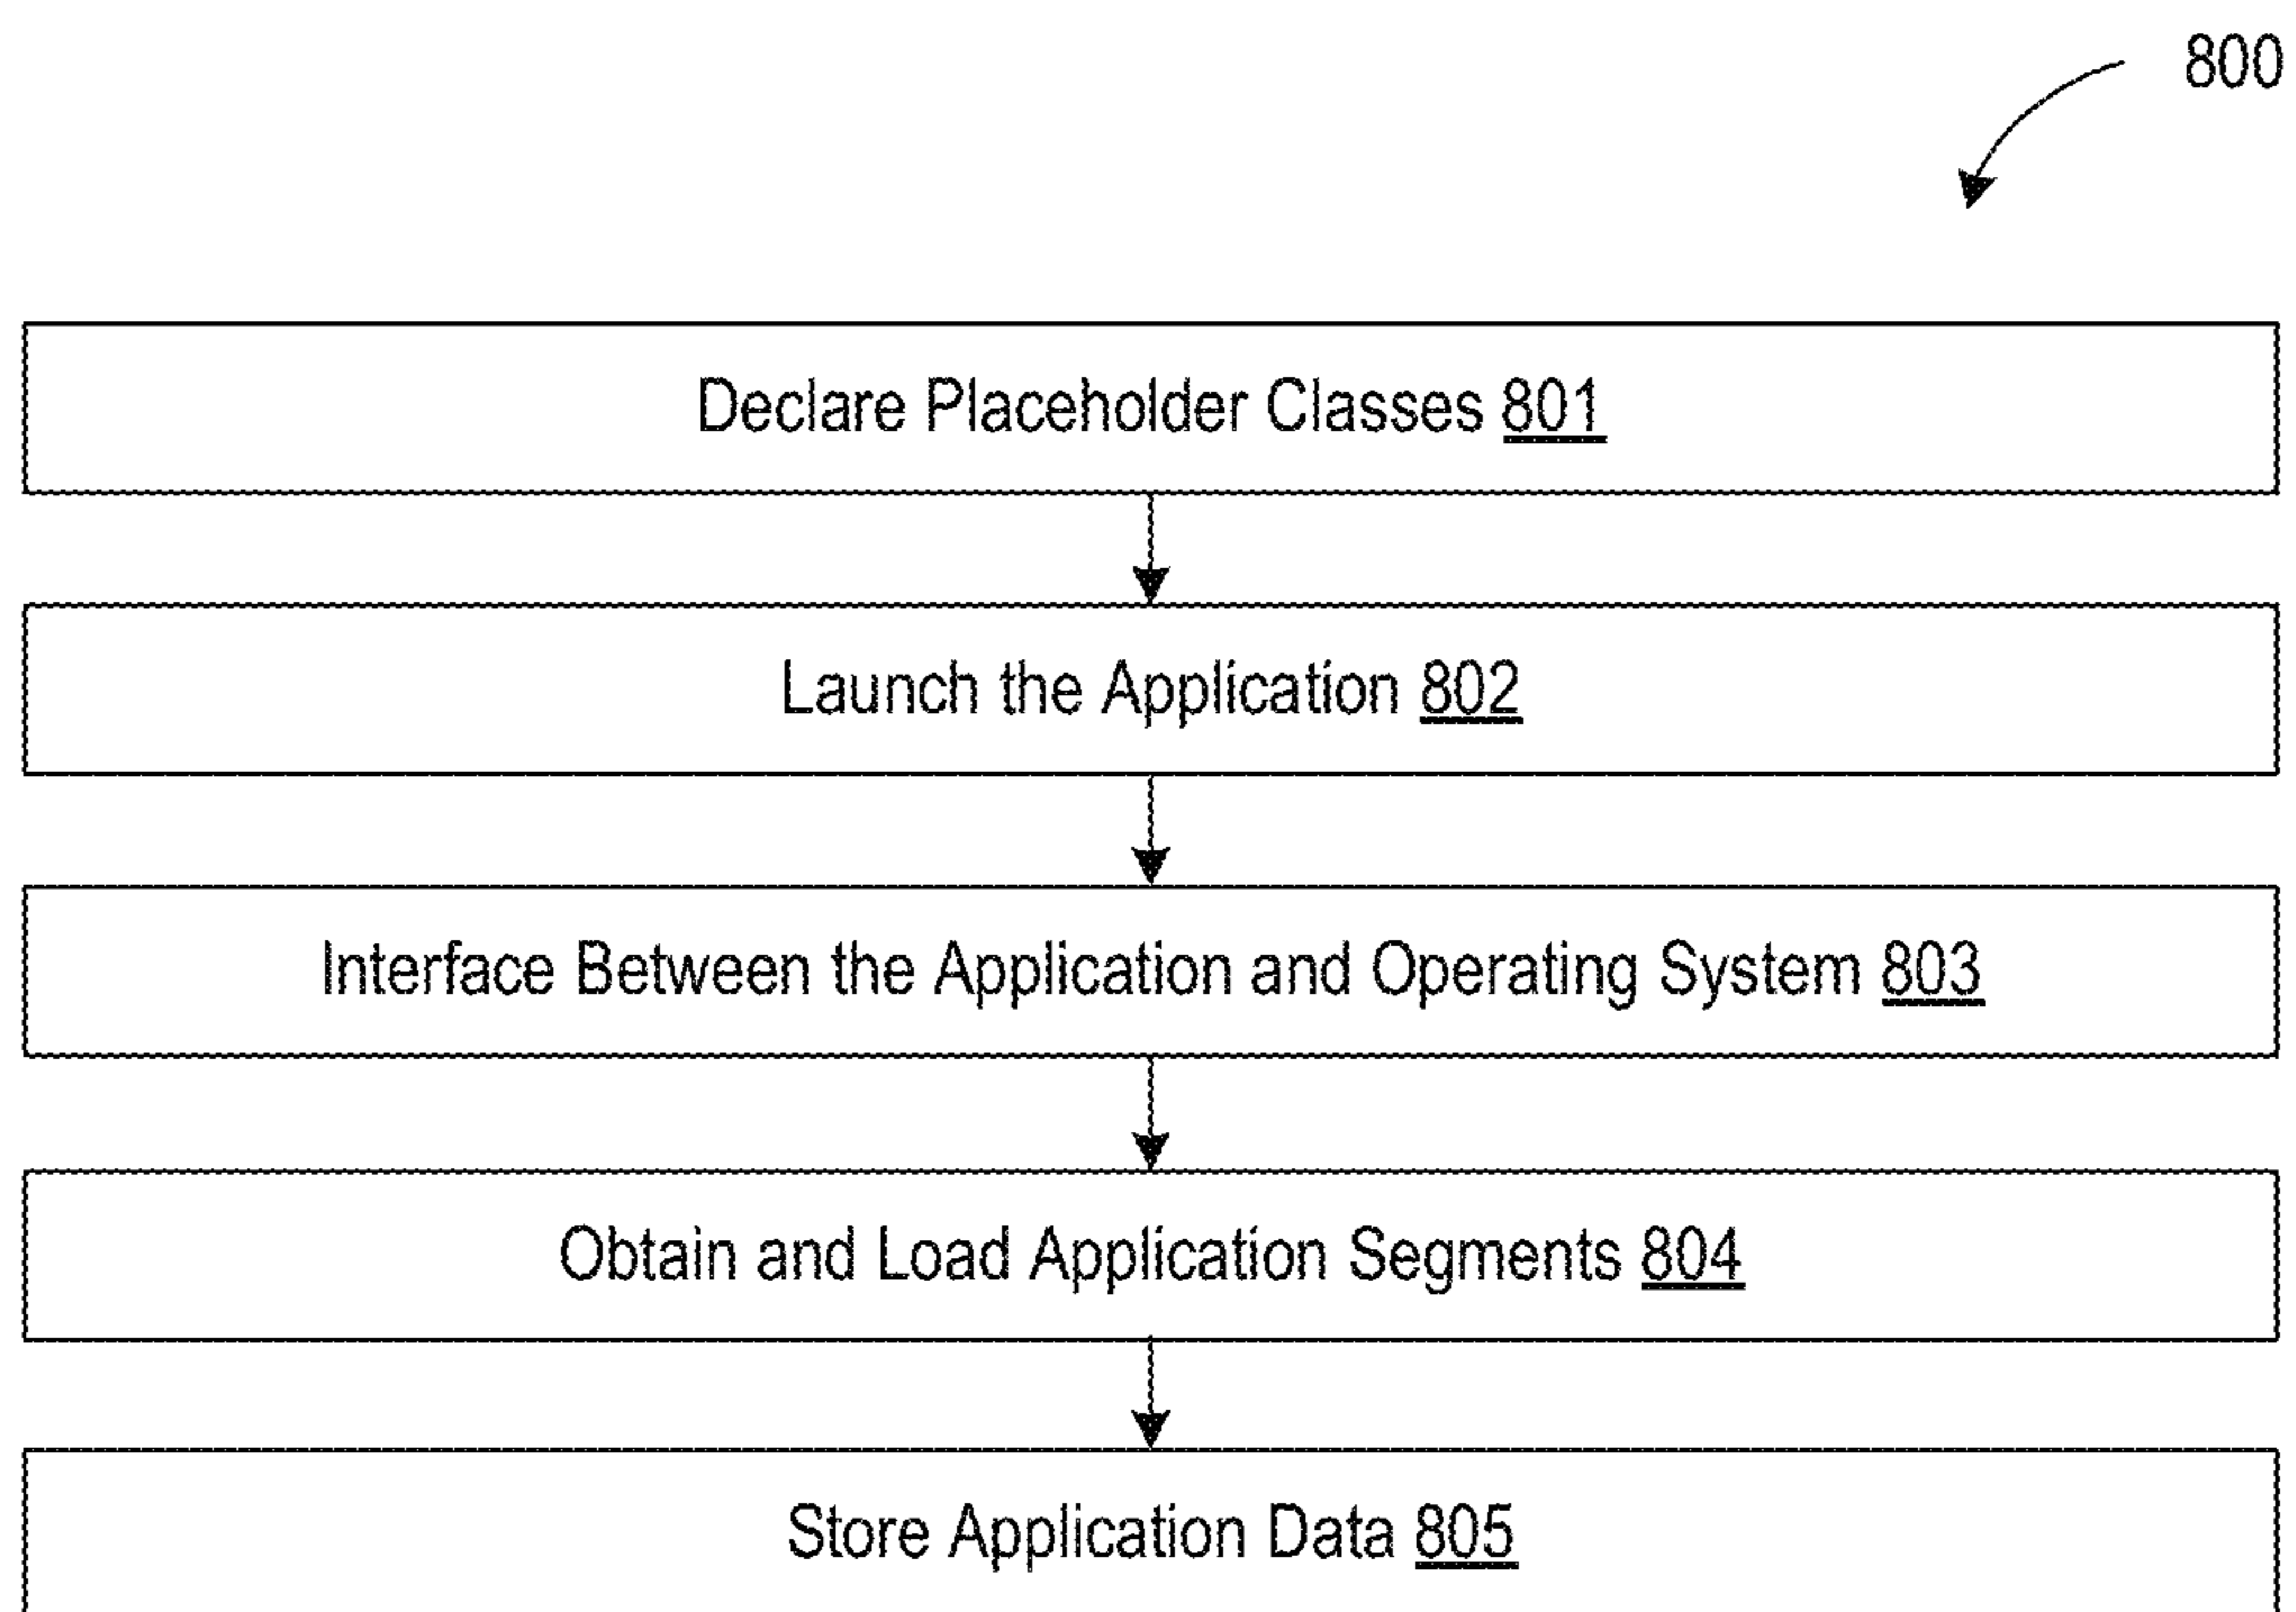 800
Declare Placeholder Classes 801
Launch the Application 802
Interface Between the Application and Operating System 803
Obtain and Load Application Segments 804
Store Application Data 805